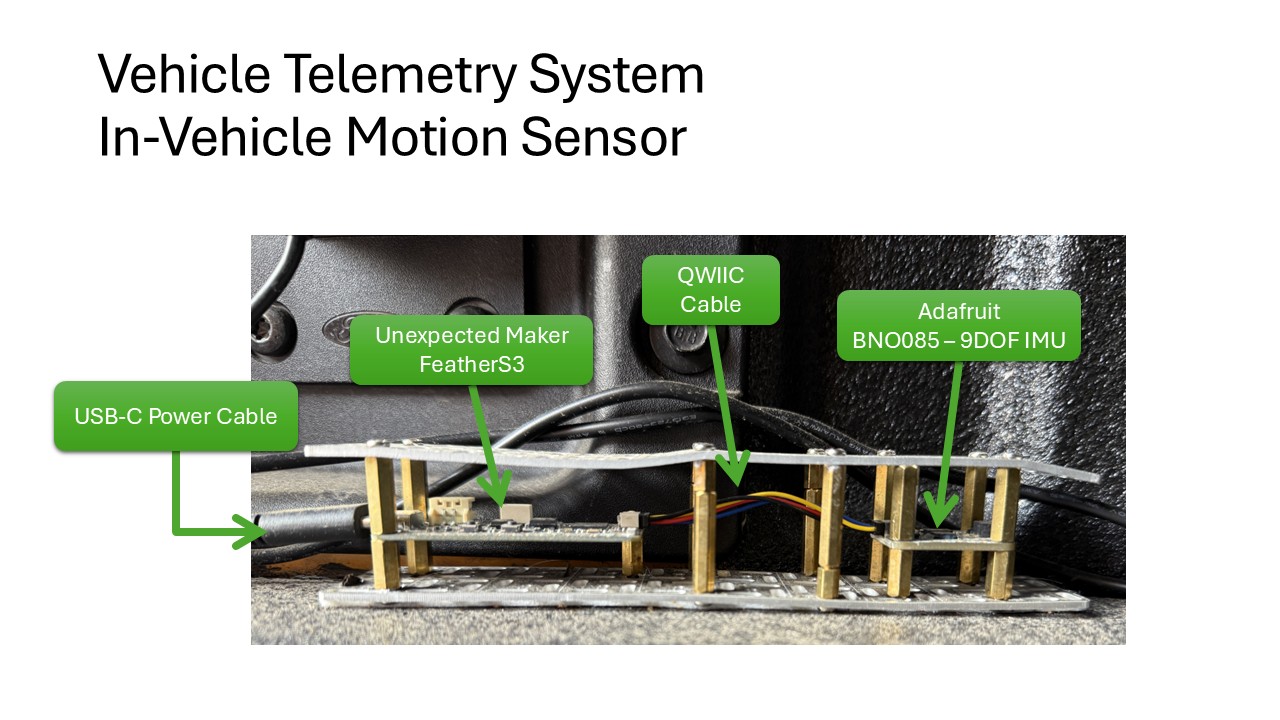 Vehicle Telemetry System
In-Vehicle Motion Sensor
QWIIC
Cable
Adafruit
BNO085 – 9DOF IMU
Unexpected Maker
FeatherS3
USB-C Power Cable